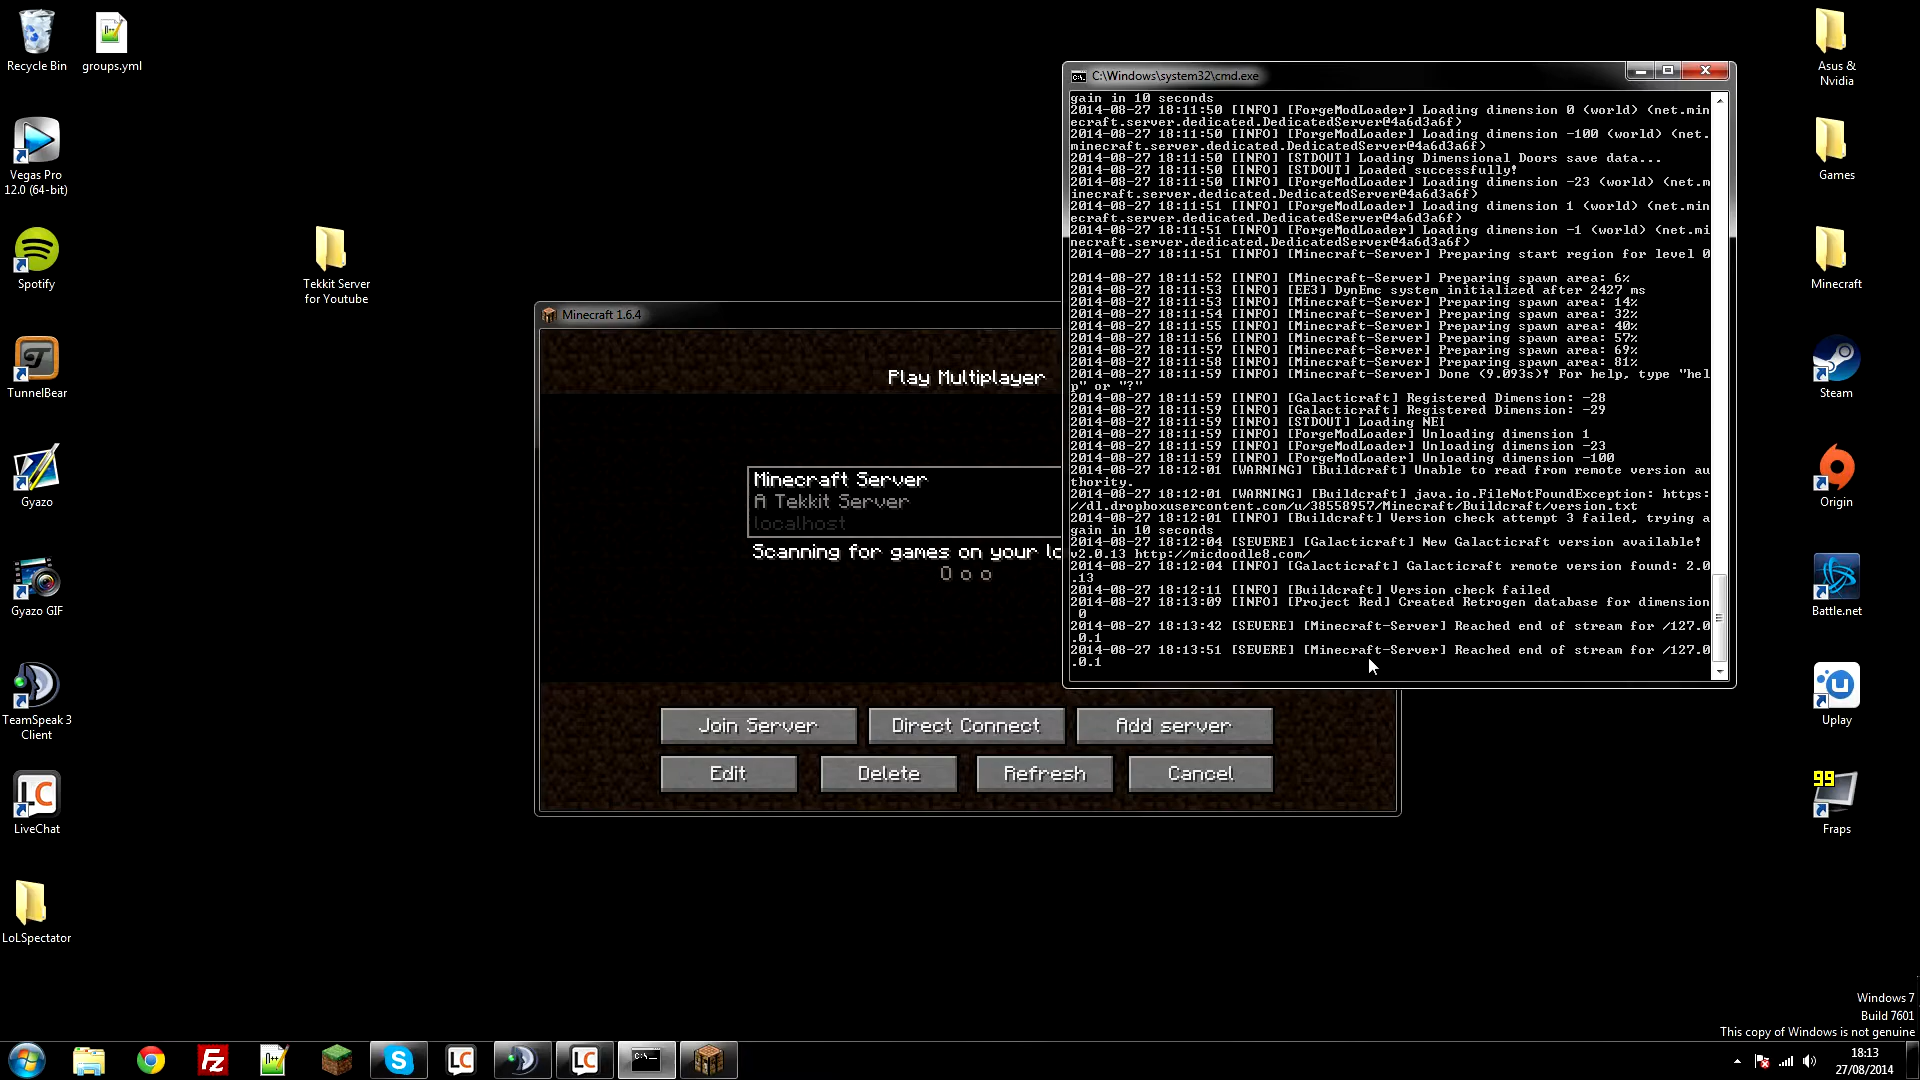 Recycle Bin
groups.yml
Vegas Pro
12.0 (64-bit)
Spotify
TunnelBear
Gyazo
Gyazo GIF
TeamSpeak 3
Client
LC
LiveChat
LoLSpectator
Tekkit Server
for Youtube
Minecraft 1.6.4
Play Multiplayer
Minecraft Server
A Tekkit Server
localhost
Scanning for games on your lo
O o o
Join Server
Direct Connect
Add server
Edit
Delete
Refresh
Cancel
C:\Windows\system32\cmd.exe
gain in 10 seconds
2014-08-27 18:11:50 [INFO] [ForgeModLoader] Loading dimension 0 (world) (net.min
ecraft.server.dedicated.DedicatedServer@4a6d3a6f)
2014-08-27 18:11:50 [INFO] [ForgeModLoader] Loading dimension -100 (world) (net.
minecraft.server.dedicated.DedicatedServer@4a6d3a6f)
2014-08-27 18:11:50 [INFO] [STDOUT] Loading Dimensional Doors save data...
2014-08-27 18:11:50 [INFO] [STDOUT] Loaded successfully!
2014-08-27 18:11:50 [INFO] [ForgeModLoader] Loading dimension -23 (world) (net.m
inecraft.server.dedicated.DedicatedServer@4a6d3a6f)
2014-08-27 18:11:51 [INFO] [ForgeModLoader] Loading dimension 1 (world) (net.min
ecraft.server.dedicated.DedicatedServer@4a6d3a6f)
2014-08-27 18:11:51 [INFO] [ForgeModLoader] Loading dimension -1 (world) (net.mi
necraft.server.dedicated.DedicatedServer@4a6d3a6f)
2014-08-27 18:11:51 [INFO] [Minecraft-Server] Preparing start region for level 0
2014-08-27 18:11:52 [INFO] [Minecraft-Server] Preparing spawn area: 6%
2014-08-27 18:11:53 [INFO] [EE3] DynEmc system initialized after 2427 ms
2014-08-27 18:11:53 [INFO] [Minecraft-Server] Preparing spawn area: 14%
2014-08-27 18:11:54 [INFO] [Minecraft-Server] Preparing spawn area: 32%
2014-08-27 18:11:55 [INFO] [Minecraft-Server] Preparing spawn area: 40%
2014-08-27 18:11:56 [INFO] [Minecraft-Server] Preparing spawn area: 57%
2014-08-27 18:11:57 [INFO] [Minecraft-Server] Preparing spawn area: 69%
2014-08-27 18:11:58 [INFO] [Minecraft-Server] Preparing spawn area: 81%
2014-08-27 18:11:59 [INFO] [Minecraft-Server] Done (9.093s)! For help, type "hel
p" or "?"
2014-08-27 18:11:59 [INFO] [Galacticraft] Registered Dimension: -28
2014-08-27 18:11:59 [INFO] [Galacticraft] Registered Dimension: -29
2014-08-27 18:11:59 [INFO] [STDOUT] Loading NEI
2014-08-27 18:11:59 [INFO] [ForgeModLoader] Unloading dimension 1
2014-08-27 18:11:59 [INFO] [ForgeModLoader] Unloading dimension -23
2014-08-27 18:11:59 [INFO] [ForgeModLoader] Unloading dimension -100
2014-08-27 18:12:01 [WARNING] [Buildcraft] Unable to read from remote version au
thority.
2014-08-27 18:12:01 [WARNING] [Buildcraft] java.io.FileNotFoundException: https:
//dl.dropboxusercontent.com/u/38558957/Minecraft/Buildcraft/version.txt
2014-08-27 18:12:01 [INFO] [Buildcraft] Version check attempt 3 failed, trying a
gain in 10 seconds
2014-08-27 18:12:04 [SEVERE] [Galacticraft] New Galacticraft version available!
v2.0.13 http://micdoodle8.com/
2014-08-27 18:12:04 [INFO] [Galacticraft] Galacticraft remote version found: 2.0
.13
2014-08-27 18:12:11 [INFO] [Buildcraft] Version check failed
2014-08-27 18:13:09 [INFO] [Project Red] Created Retrogen database for dimension
0
2014-08-27 18:13:42 [SEVERE] [Minecraft-Server] Reached end of stream for /127.0
.0.1
2014-08-27 18:13:51 [SEVERE] [Minecraft-Server] Reached end of stream for /127.0
.0.1
Asus &
Nvidia
Games
Minecraft
Steam
Origin
Battle.net
Uplay
99
Fraps
Windows 7
Build 7601
This copy of Windows is not genuine
Fz
LC
LC
C:\_
18:13
27/08/2014